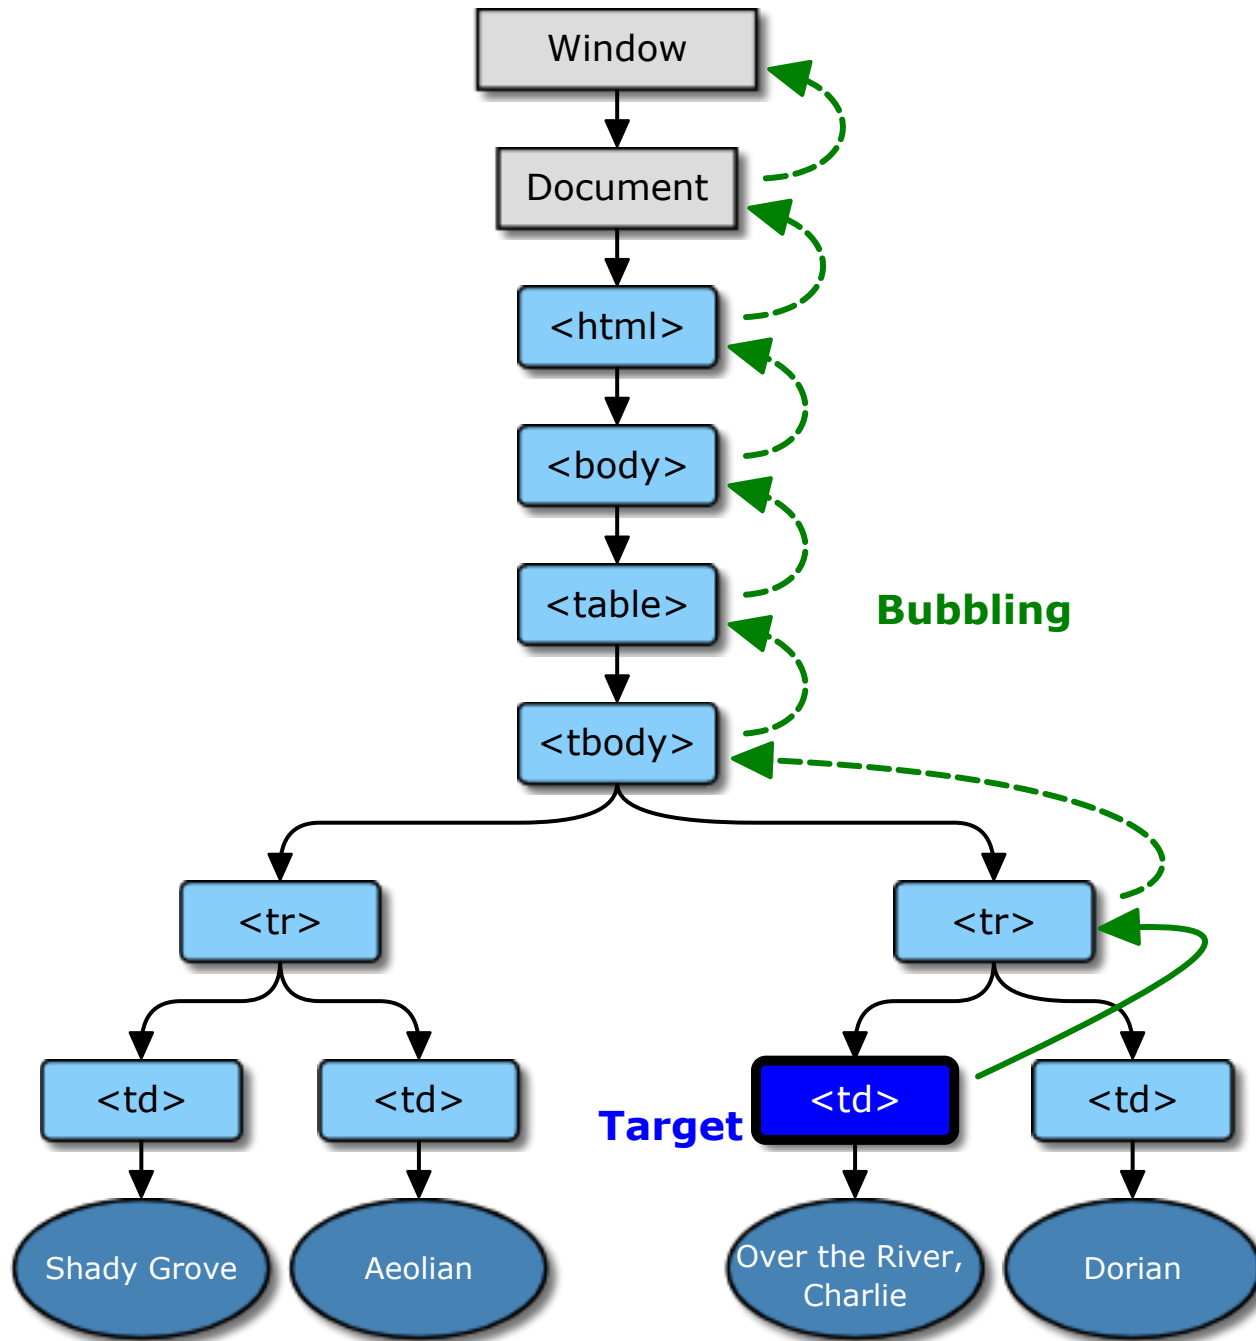 Window
Document
<html>
<body>
<table>
Bubbling
<tbody>
<tr>
<tr>
<td>
<td>
Target
<td>
<td>
Shady Grove
Aeolian
Over the River,
Charlie
Dorian